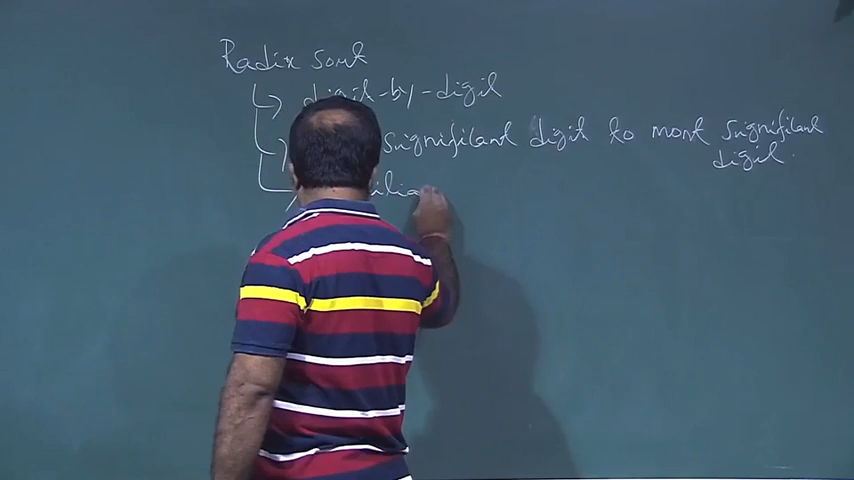 Radix sort
digit-by-digit
significant digit to most significant
digit.